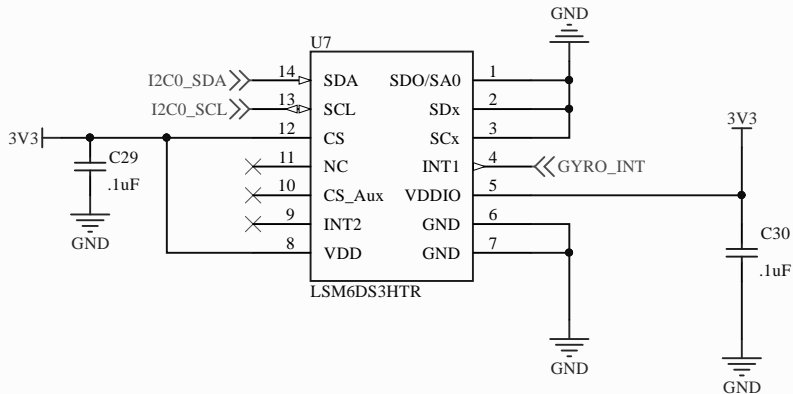 GND
U7
I2C0_SDA 14 SDA SDO/SA0 1
I2C0_SCL 13 SCL SDx 2
3V3 12 CS SCx 3 3V3
C29 11 NC INT1 4 GYRO_INT
.1uF 10 CS_Aux VDDIO 5
9 INT2 GND 6
GND C30
8 VDD GND 7
.1uF
LSM6DS3HTR
GND
GND